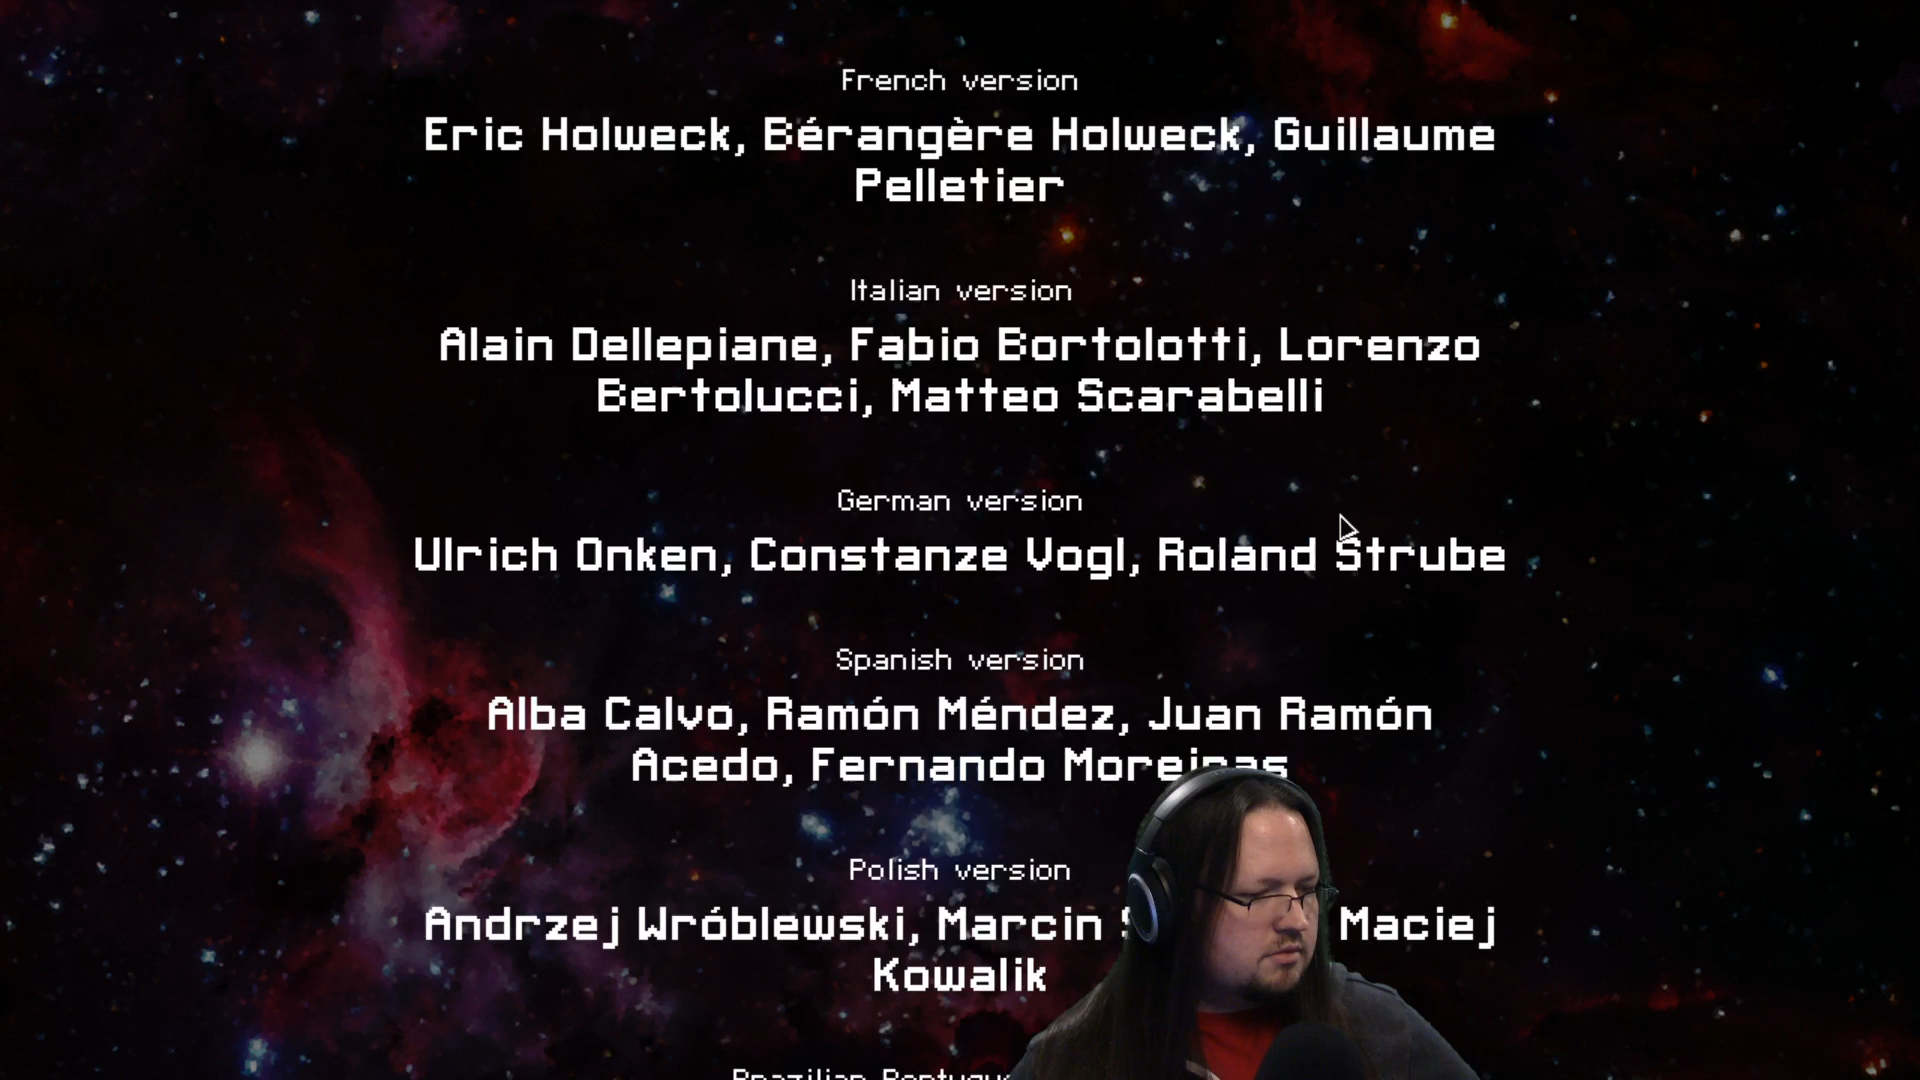 French version
Eric Holweck, Bérangère Holweck, Guillaume
Pelletier
Italian version
Alain Dellepiane, Fabio Bortolotti, Lorenzo
Bertolucci, Matteo Scarabelli
German version
Ulrich Onken, Constanze Vogl, Roland Strube
Spanish version
Alba Calvo, Ramón Méndez, Juan Ramón
Acedo, Fernando Moreiras
Polish version
Andrzej Wróblewski, Marcin Maciej
Kowalik
Brazilian